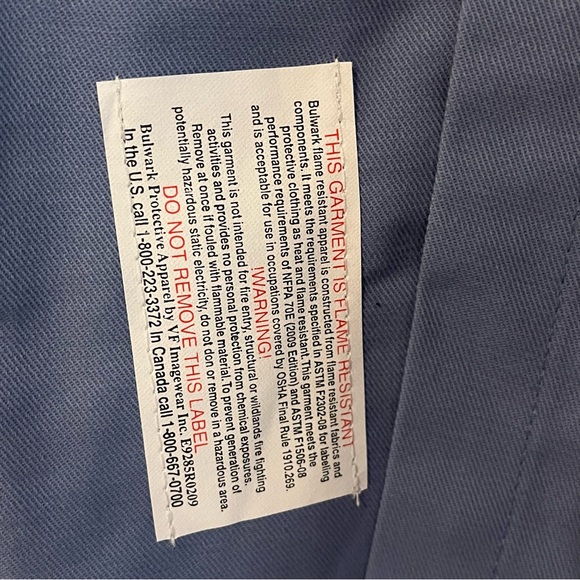 THIS GARMENT IS FLAME RESISTANT
Bulwark flame resistant apparel is constructed from flame resistant fabrics and
components. It meets the requirements specified in ASTM F2302-08 for labeling
protective clothing as heat and flame resistant. This garment meets the
performance requirements of NFPA 70E (2009 Edition) and ASTM F1506-08
and is acceptable for use in occupations covered by OSHA Final Rule 1910.269.
!WARNING!
This garment is not intended for fire entry, structural or wildlands fire fighting
activities and provides no personal protection from chemical exposures.
Remove at once if fouled with flammable material. To prevent generation of
potentially hazardous static electricity, do not don or remove in a hazardous area.
DO NOT REMOVE THIS LABEL
Bulwark Protective Apparel by VF Imagewear Inc. E9285R0209
In the U.S. call 1-800-223-3372 In Canada call 1-800-667-0700